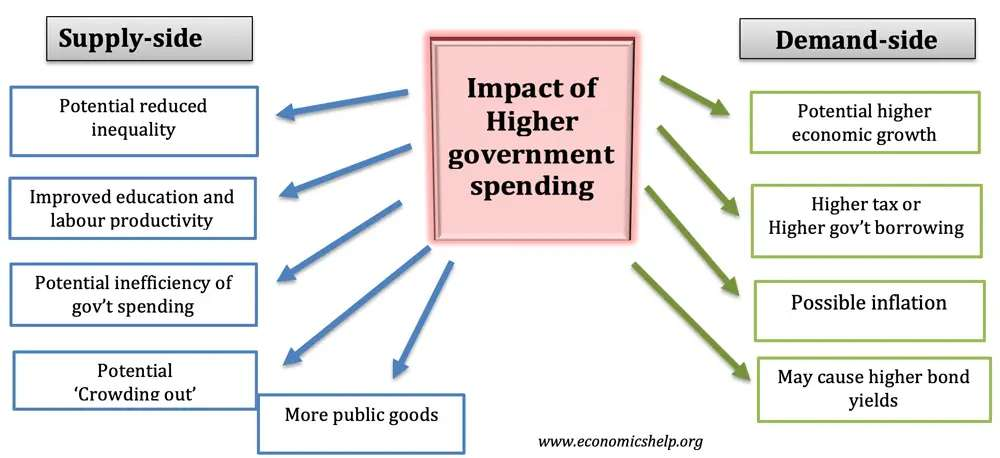 Supply-side
Demand-side
Impact of
Higher
government
spending
Potential reduced
inequality
Improved education and
labour productivity
Potential inefficiency of
gov’t spending
Potential
‘Crowding out’
More public goods
Potential higher
economic growth
Higher tax or
Higher gov’t borrowing
Possible inflation
May cause higher bond
yields
www.economicshelp.org